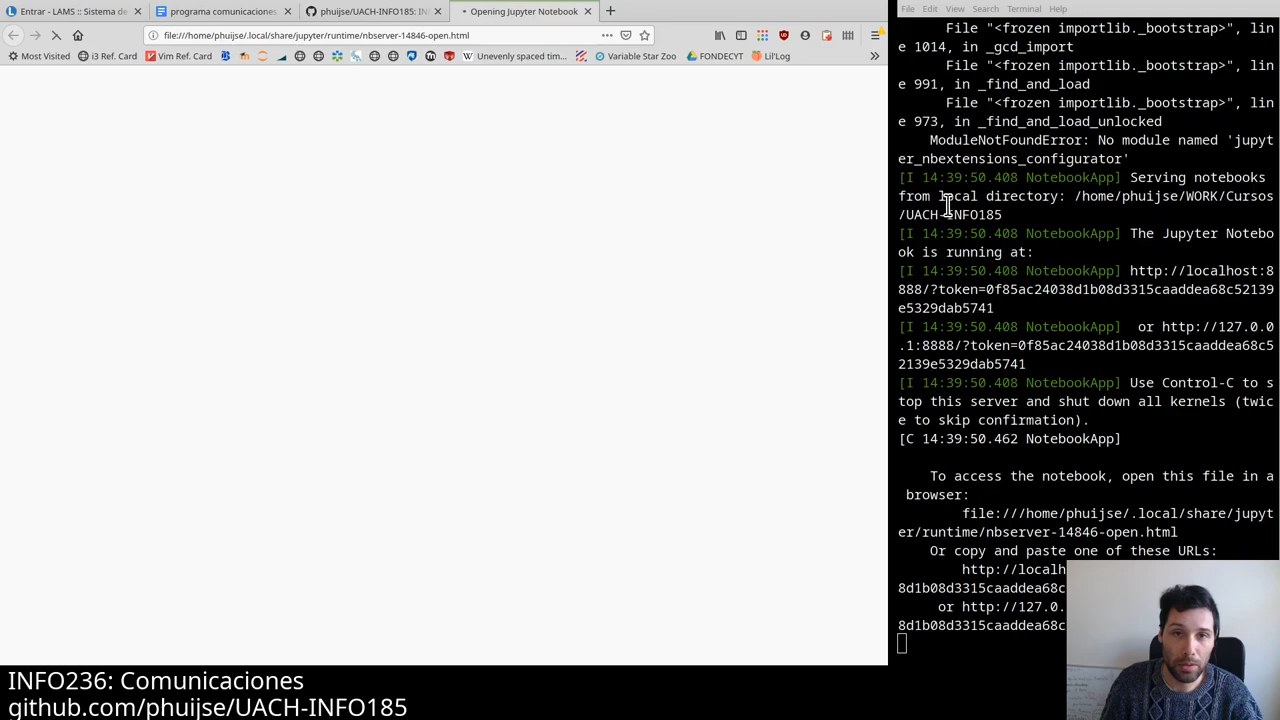 Entrar - LAMS :: Sistema de
programa comunicaciones
phuijse/UACH-INFO185: IN
Opening Jupyter Notebook
file:///home/phuijse/.local/share/jupyter/runtime/nbserver-14846-open.html
Most Visited
i3 Ref. Card
Vim Ref. Card
Unevenly spaced tim…
Variable Star Zoo
FONDECYT
Lil'Log
File Edit View Search Terminal Help
File "<frozen importlib._bootstrap>", lin
e 1014, in _gcd_import
File "<frozen importlib._bootstrap>", lin
e 991, in _find_and_load
File "<frozen importlib._bootstrap>", lin
e 973, in _find_and_load_unlocked
ModuleNotFoundError: No module named 'jupyt
er_nbextensions_configurator'
[I 14:39:50.408 NotebookApp] Serving notebooks
from local directory: /home/phuijse/WORK/Cursos
/UACH-INFO185
[I 14:39:50.408 NotebookApp] The Jupyter Notebo
ok is running at:
[I 14:39:50.408 NotebookApp] http://localhost:8
888/?token=0f85ac24038d1b08d3315caaddea68c52139
e5329dab5741
[I 14:39:50.408 NotebookApp]  or http://127.0.0
.1:8888/?token=0f85ac24038d1b08d3315caaddea68c5
2139e5329dab5741
[I 14:39:50.408 NotebookApp] Use Control-C to s
top this server and shut down all kernels (twic
e to skip confirmation).
[C 14:39:50.462 NotebookApp]
To access the notebook, open this file in a
browser:
file:///home/phuijse/.local/share/jupyt
er/runtime/nbserver-14846-open.html
Or copy and paste one of these URLs:
http://localh
8d1b08d3315caaddea68c
or http://127.0.
8d1b08d3315caaddea68c
INFO236: Comunicaciones
github.com/phuijse/UACH-INFO185